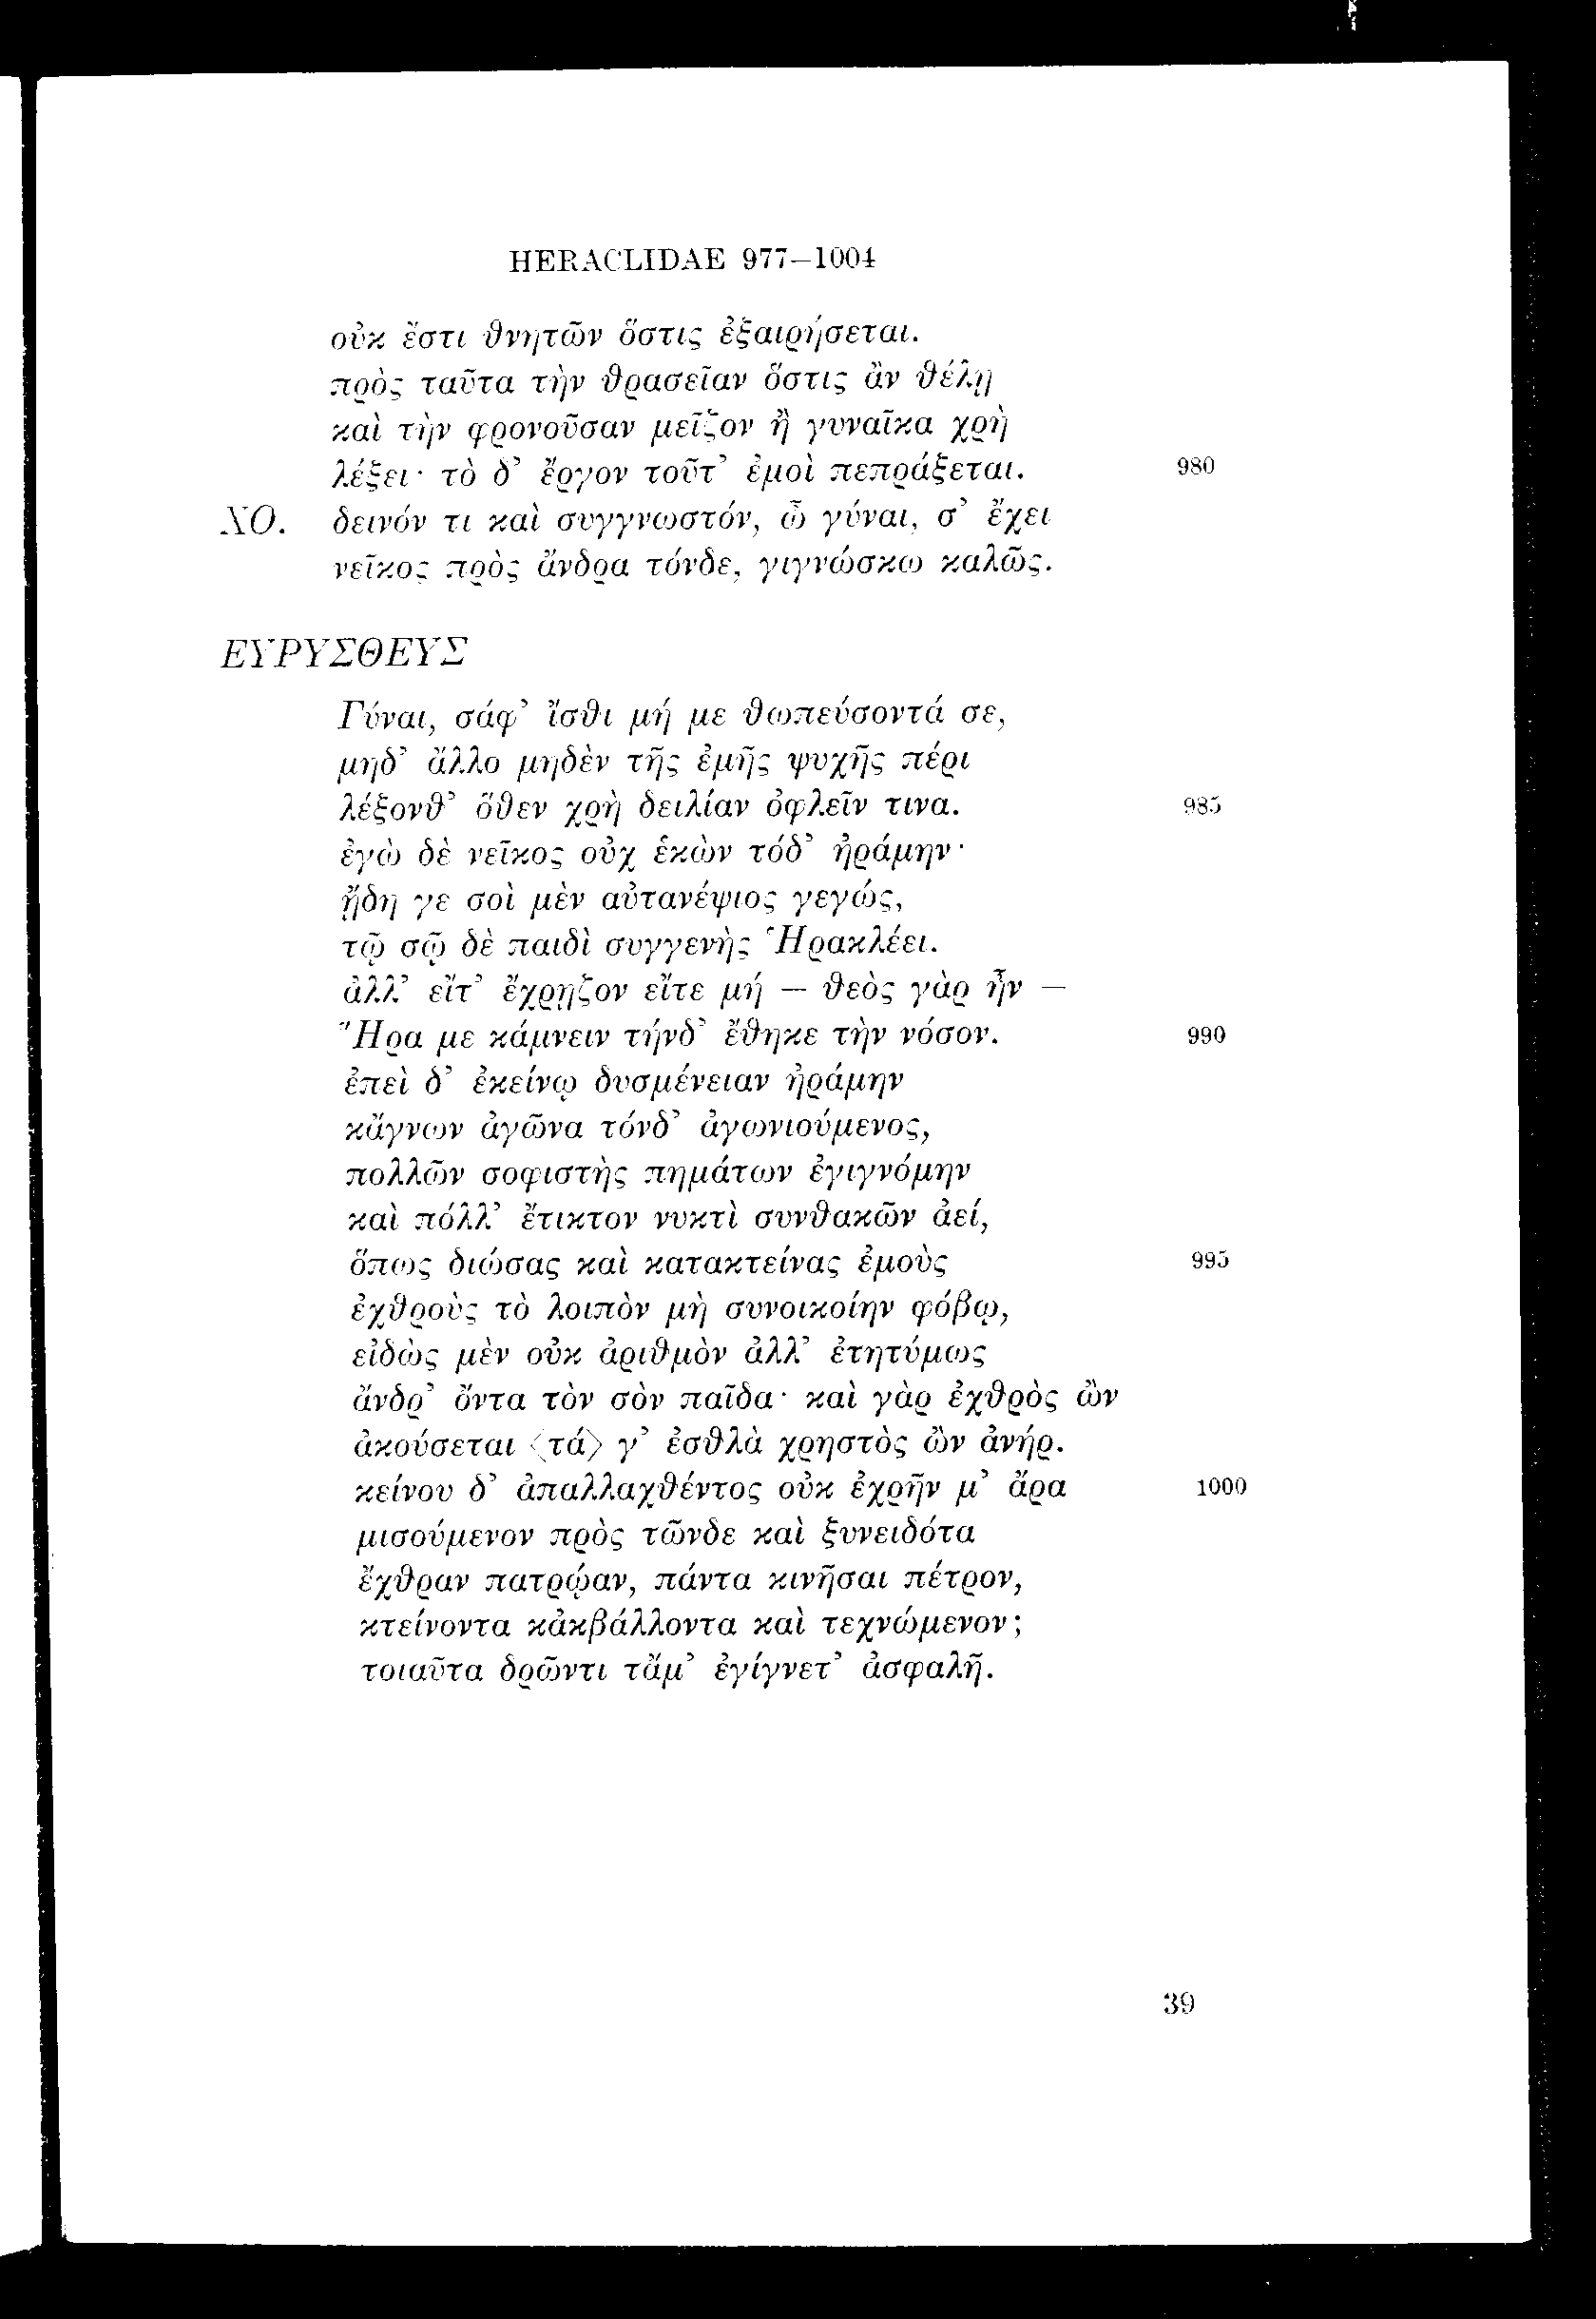 HERACLIDAE 977–1004
οὐκ ἔστι θνητῶν ὅστις ἐξαιρήσεται.
πρὸς ταῦτα τὴν θρασεῖαν ὅστις ἂν θέλῃ
καὶ τὴν φρονοῦσαν μεῖζον ἢ γυναῖκα χρὴ
λέξει· τὸ δ’ ἔργον τοῦτ’ ἐμοὶ πεπράξεται. 980
ΧΟ. δεινόν τι καὶ συγγνωστόν, ὦ γύναι, σ’ ἔχει
νεῖκος πρὸς ἄνδρα τόνδε, γιγνώσκω καλῶς.
ΕΥΡΥΣΘΕΥΣ
Γύναι, σάφ’ ἴσθι μή με θωπεύσοντά σε,
μηδ’ ἄλλο μηδὲν τῆς ἐμῆς ψυχῆς πέρι
λέξονθ’ ὅθεν χρὴ δειλίαν ὀφλεῖν τινα. 985
ἐγὼ δὲ νεῖκος οὐχ ἑκὼν τόδ’ ἠράμην·
ᾔδη γε σοὶ μὲν αὐτανέψιος γεγώς,
τῷ σῷ δὲ παιδὶ συγγενὴς Ἡρακλέει.
ἀλλ’ εἴτ’ ἔχρῃζον εἴτε μή — θεὸς γὰρ ἦν —
Ἥρα με κάμνειν τήνδ’ ἔθηκε τὴν νόσον. 990
ἐπεὶ δ’ ἐκείνῳ δυσμένειαν ἠράμην
κἄγνων ἀγῶνα τόνδ’ ἀγωνιούμενος,
πολλῶν σοφιστὴς πημάτων ἐγιγνόμην
καὶ πόλλ’ ἔτικτον νυκτὶ συνθακῶν ἀεί,
ὅπως διώσας καὶ κατακτείνας ἐμοὺς 995
ἐχθροὺς τὸ λοιπὸν μὴ συνοικοίην φόβῳ,
εἰδὼς μὲν οὐκ ἀριθμὸν ἀλλ’ ἐτητύμως
ἄνδρ’ ὄντα τὸν σὸν παῖδα· καὶ γὰρ ἐχθρὸς ὢν
ἀκούσεται ⟨τά⟩ γ’ ἐσθλὰ χρηστὸς ὢν ἀνήρ.
κείνου δ’ ἀπαλλαχθέντος οὐκ ἐχρῆν μ’ ἄρα 1000
μισούμενον πρὸς τῶνδε καὶ ξυνειδότα
ἔχθραν πατρῴαν, πάντα κινῆσαι πέτρον,
κτείνοντα κἀκβάλλοντα καὶ τεχνώμενον;
τοιαῦτα δρῶντι τἄμ’ ἐγίγνετ’ ἀσφαλῆ.
39